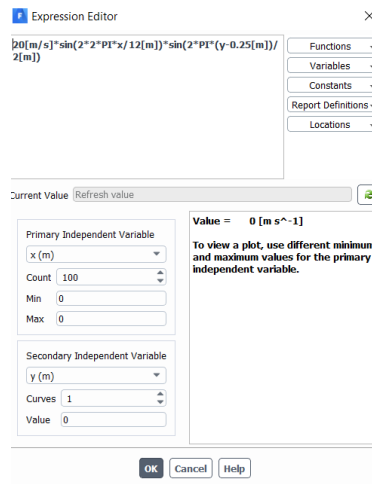 Expression Editor
20[m/s]*sin(2*2*PI*x/12[m])*sin(2*PI*(y-0.25[m])/
2[m])
Functions
Variables
Constants
Report Definitions
Locations
Current Value Refresh value
Primary Independent Variable
x (m)
Count 100
Min 0
Max 0
Secondary Independent Variable
y (m)
Curves 1
Value 0
Value = 0 [m s^-1]
To view a plot, use different minimum
and maximum values for the primary
independent variable.
OK Cancel Help